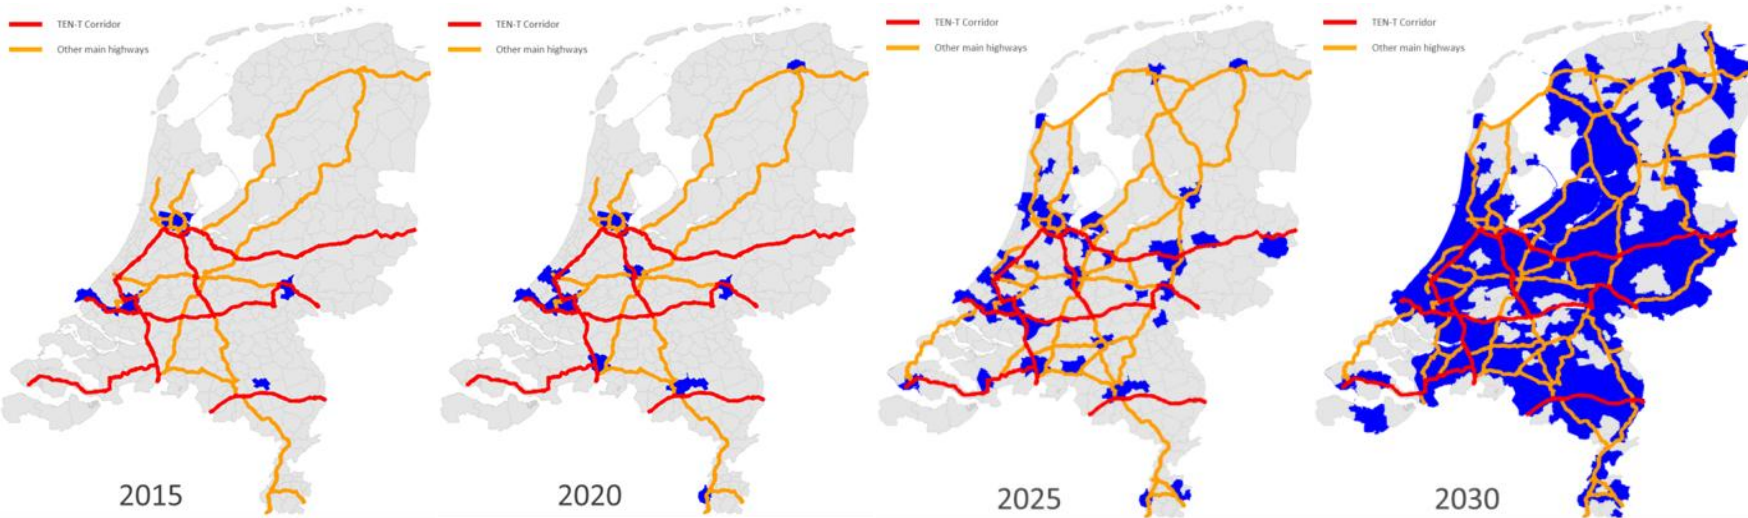 TEN-T Corridor
Other main highways
2015
TEN-T Corridor
Other main highways
2020
TEN-T Corridor
Other main highways
2025
TEN-T Corridor
Other main highways
2030